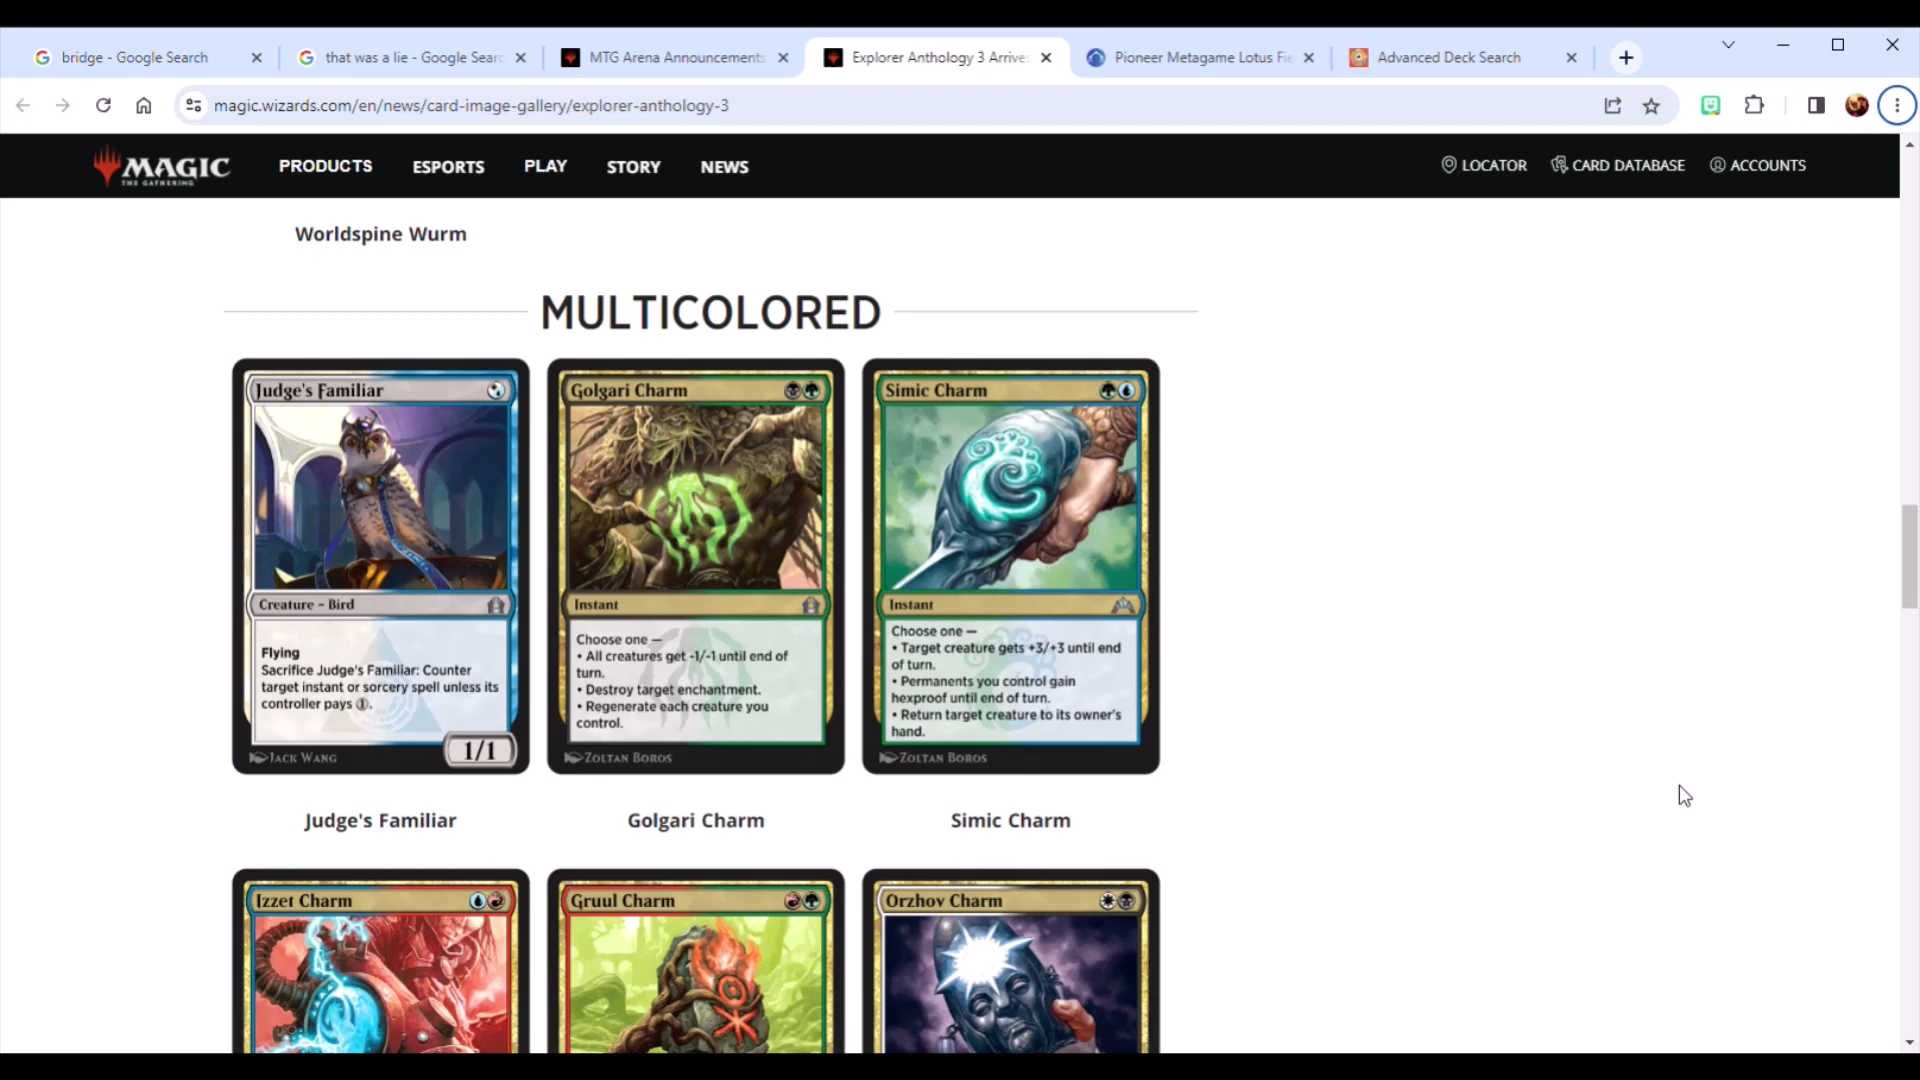 bridge - Google Search
that was a lie - Google Searc
MTG Arena Announcements
Explorer Anthology 3 Arrive
Pioneer Metagame Lotus Fie
Advanced Deck Search
magic.wizards.com/en/news/card-image-gallery/explorer-anthology-3
MAGIC
THE GATHERING
PRODUCTS
ESPORTS
PLAY
STORY
NEWS
LOCATOR
CARD DATABASE
ACCOUNTS
Worldspine Wurm
MULTICOLORED
Judge's Familiar
Creature – Bird
Flying
Sacrifice Judge's Familiar: Counter
target instant or sorcery spell unless its
controller pays 1.
Jack Wang
1/1
Golgari Charm
Instant
Choose one —
• All creatures get -1/-1 until end of
turn.
• Destroy target enchantment.
• Regenerate each creature you
control.
Zoltan Boros
Simic Charm
Instant
Choose one —
• Target creature gets +3/+3 until end
of turn.
• Permanents you control gain
hexproof until end of turn.
• Return target creature to its owner's
hand.
Zoltan Boros
Judge's Familiar
Golgari Charm
Simic Charm
Izzet Charm
Gruul Charm
Orzhov Charm